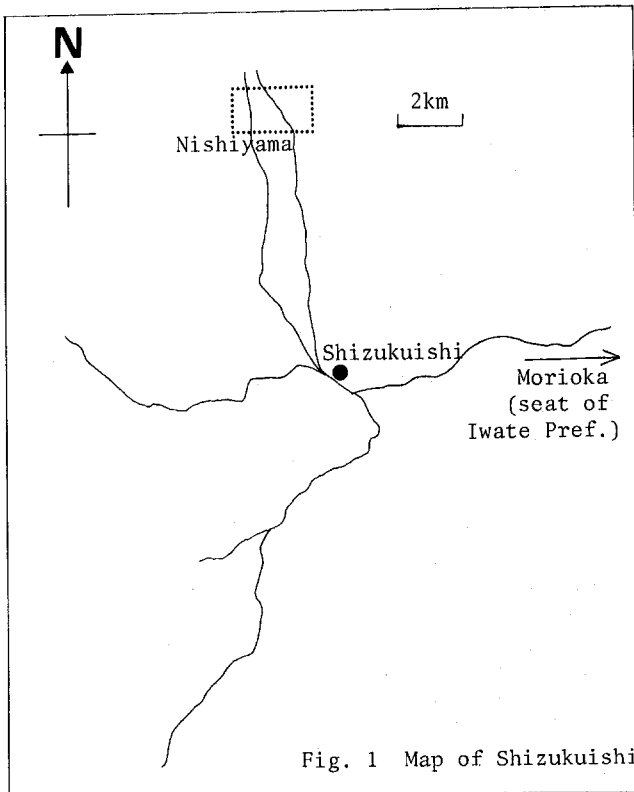 N
2km
Nishiyama
Shizukuishi
Morioka
(seat of
Iwate Pref.)
Fig. 1 Map of Shizukuishi